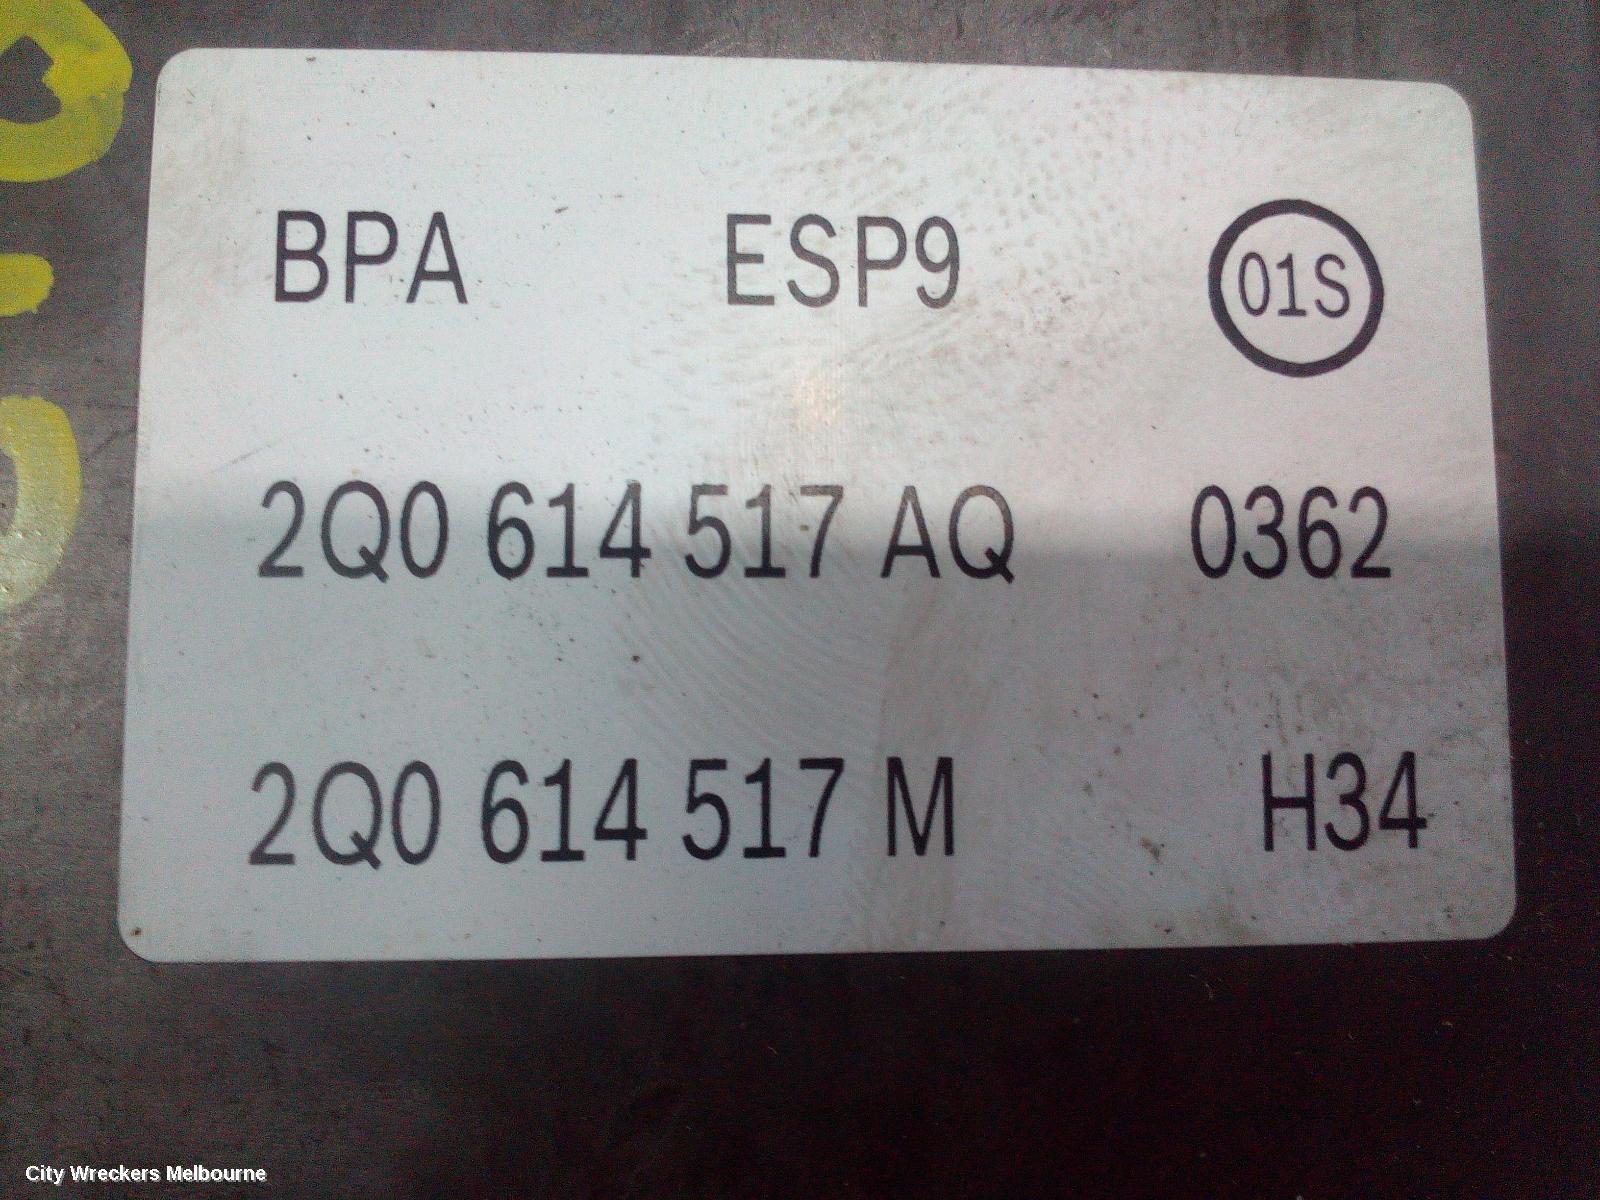 BPA ESP9 01S
2Q0 614 517 AQ 0362
2Q0 614 517 M H34
City Wreckers Melbourne